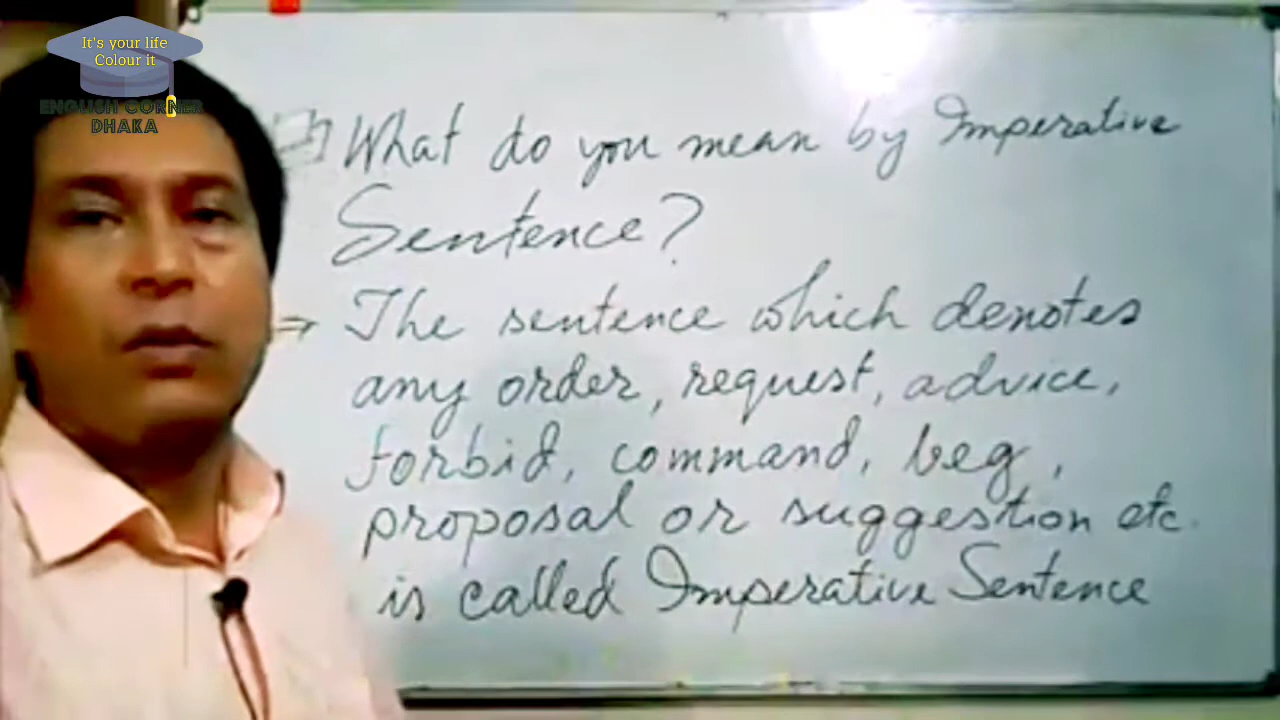 It's your life
Colour it
ENGLISH CORNER
DHAKA
What do you mean by Imperative
Sentence?
⇒ The sentence which denotes
any order, request, advice,
forbid, command, beg,
proposal or suggestion etc.
is called Imperative Sentence